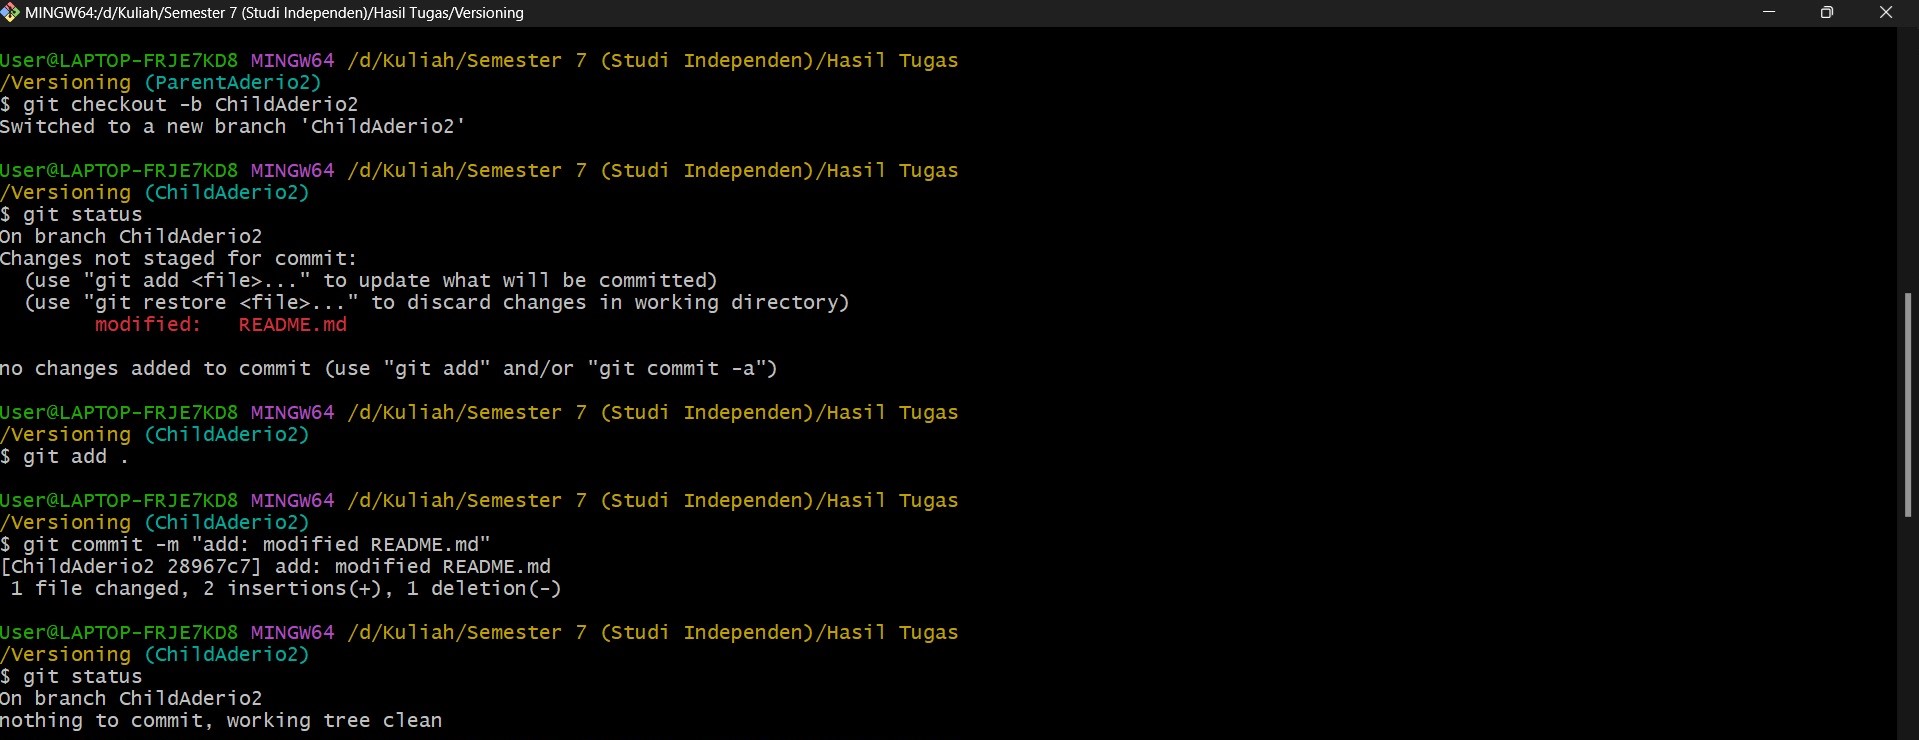 MINGW64:/d/Kuliah/Semester 7 (Studi Independen)/Hasil Tugas/Versioning
User@LAPTOP-FRJE7KD8 MINGW64 /d/Kuliah/Semester 7 (Studi Independen)/Hasil Tugas
/Versioning (ParentAderio2)
$ git checkout -b ChildAderio2
Switched to a new branch 'ChildAderio2'
User@LAPTOP-FRJE7KD8 MINGW64 /d/Kuliah/Semester 7 (Studi Independen)/Hasil Tugas
/Versioning (ChildAderio2)
$ git status
On branch ChildAderio2
Changes not staged for commit:
  (use "git add <file>..." to update what will be committed)
  (use "git restore <file>..." to discard changes in working directory)
        modified:   README.md
no changes added to commit (use "git add" and/or "git commit -a")
User@LAPTOP-FRJE7KD8 MINGW64 /d/Kuliah/Semester 7 (Studi Independen)/Hasil Tugas
/Versioning (ChildAderio2)
$ git add .
User@LAPTOP-FRJE7KD8 MINGW64 /d/Kuliah/Semester 7 (Studi Independen)/Hasil Tugas
/Versioning (ChildAderio2)
$ git commit -m "add: modified README.md"
[ChildAderio2 28967c7] add: modified README.md
 1 file changed, 2 insertions(+), 1 deletion(-)
User@LAPTOP-FRJE7KD8 MINGW64 /d/Kuliah/Semester 7 (Studi Independen)/Hasil Tugas
/Versioning (ChildAderio2)
$ git status
On branch ChildAderio2
nothing to commit, working tree clean